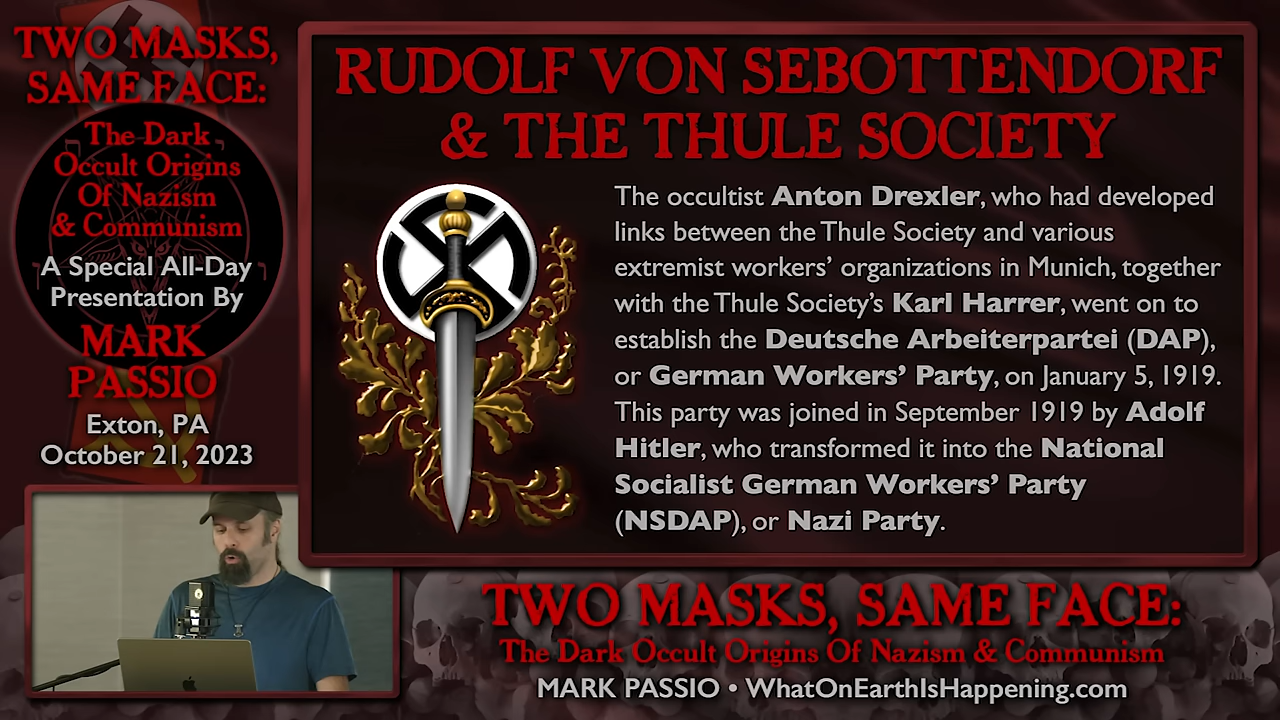 TWO MASKS,
SAME FACE:
The Dark
Occult Origins
Of Nazism
& Communism
A Special All-Day
Presentation By
MARK
PASSIO
Exton, PA
October 21, 2023
RUDOLF VON SEBOTTENDORF
& THE THULE SOCIETY
The occultist Anton Drexler, who had developed
links between the Thule Society and various
extremist workers’ organizations in Munich, together
with the Thule Society’s Karl Harrer, went on to
establish the Deutsche Arbeiterpartei (DAP),
or German Workers’ Party, on January 5, 1919.
This party was joined in September 1919 by Adolf
Hitler, who transformed it into the National
Socialist German Workers’ Party
(NSDAP), or Nazi Party.
TWO MASKS, SAME FACE:
The Dark Occult Origins Of Nazism & Communism
MARK PASSIO • WhatOnEarthIsHappening.com